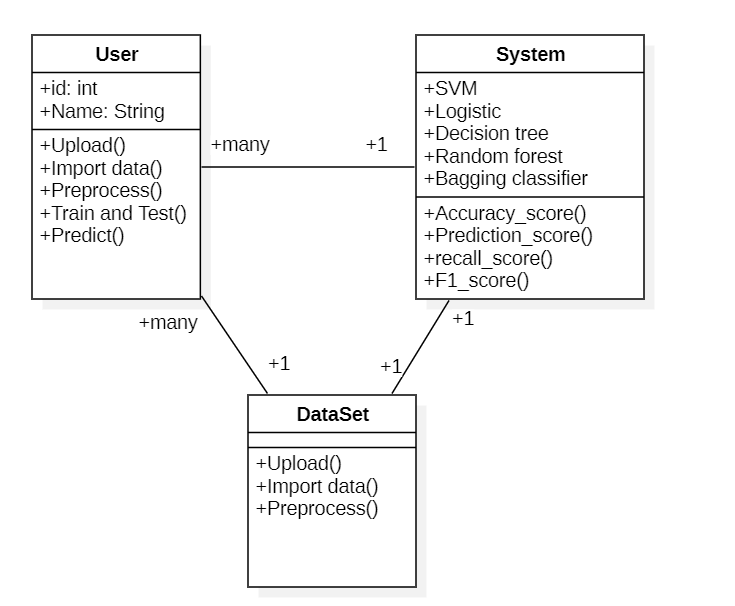 User
+id: int
+Name: String
+Upload()
+Import data()
+Preprocess()
+Train and Test()
+Predict()
+many
+1
System
+SVM
+Logistic
+Decision tree
+Random forest
+Bagging classifier
+Accuracy_score()
+Prediction_score()
+recall_score()
+F1_score()
+many
+1
+1
+1
DataSet
+Upload()
+Import data()
+Preprocess()